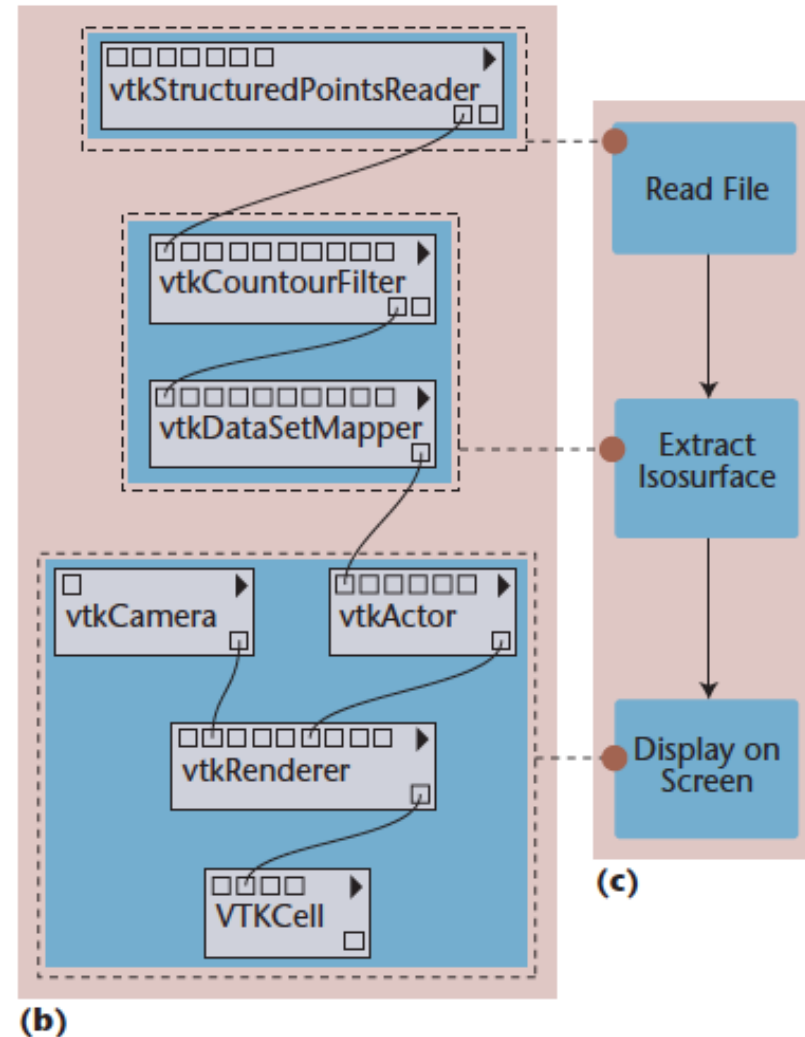 vtkStructuredPointsReader
vtkCountourFilter
vtkDataSetMapper
vtkCamera
vtkActor
vtkRenderer
VTKCell
(b)
Read File
Extract
Isosurface
Display on
Screen
(c)